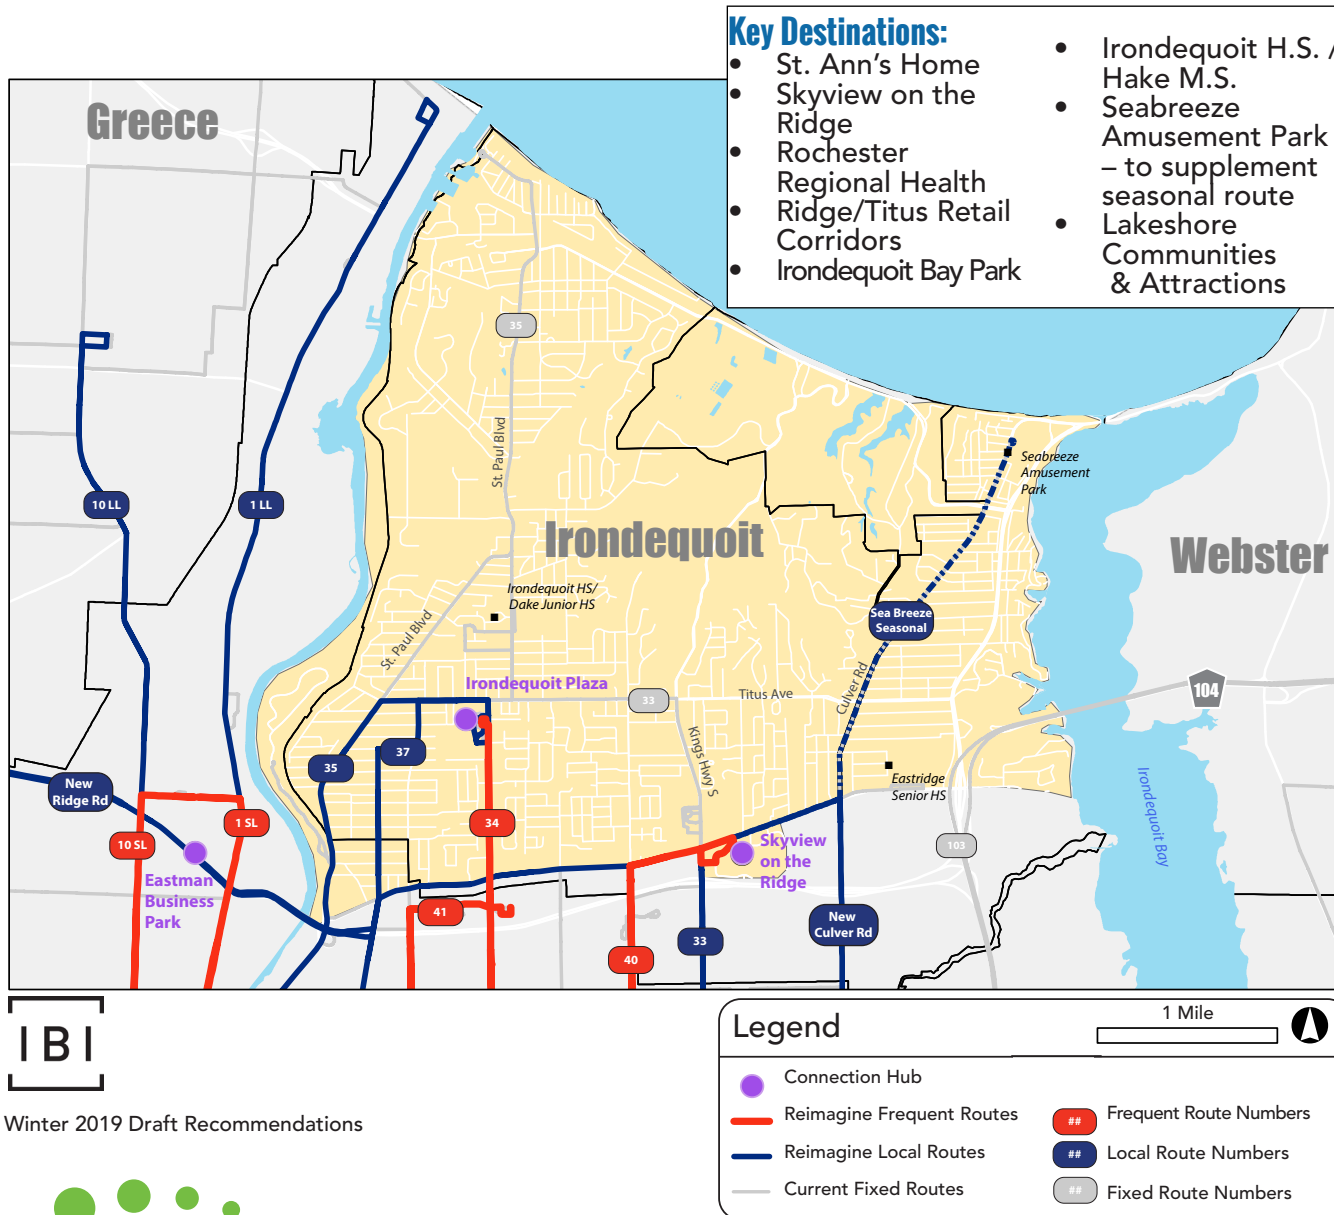 Key Destinations:
• St. Ann's Home
• Skyview on the
Ridge
• Rochester
Regional Health
• Ridge/Titus Retail
Corridors
• Irondequoit Bay Park
• Irondequoit H.S. /
Hake M.S.
• Seabreeze
Amusement Park
– to supplement
seasonal route
• Lakeshore
Communities
& Attractions
Greece
35
St. Paul Blvd
Seabreeze
Amusement
Park
10 LL
1 LL
Irondequoit
Webster
Irondequoit HS/
Dake Junior HS
Sea Breeze
Seasonal
St. Paul Blvd
Irondequoit Plaza
33
Titus Ave
Culver Rd
104
37
35
Kings Hwy S
New
Ridge Rd
Eastridge
Senior HS
Irondequoit Bay
1 SL
34
10 SL
103
Skyview
on the
Ridge
Eastman
Business
Park
41
New
Culver Rd
33
40
IBI
Winter 2019 Draft Recommendations
Legend
1 Mile
Connection Hub
Reimagine Frequent Routes
## Frequent Route Numbers
Reimagine Local Routes
## Local Route Numbers
Current Fixed Routes
## Fixed Route Numbers